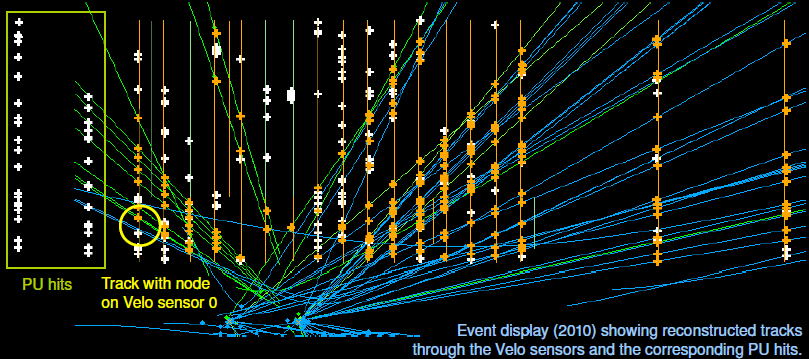 PU hits
Track with node
on Velo sensor 0
Event display (2010) showing reconstructed tracks
through the Velo sensors and the corresponding PU hits.